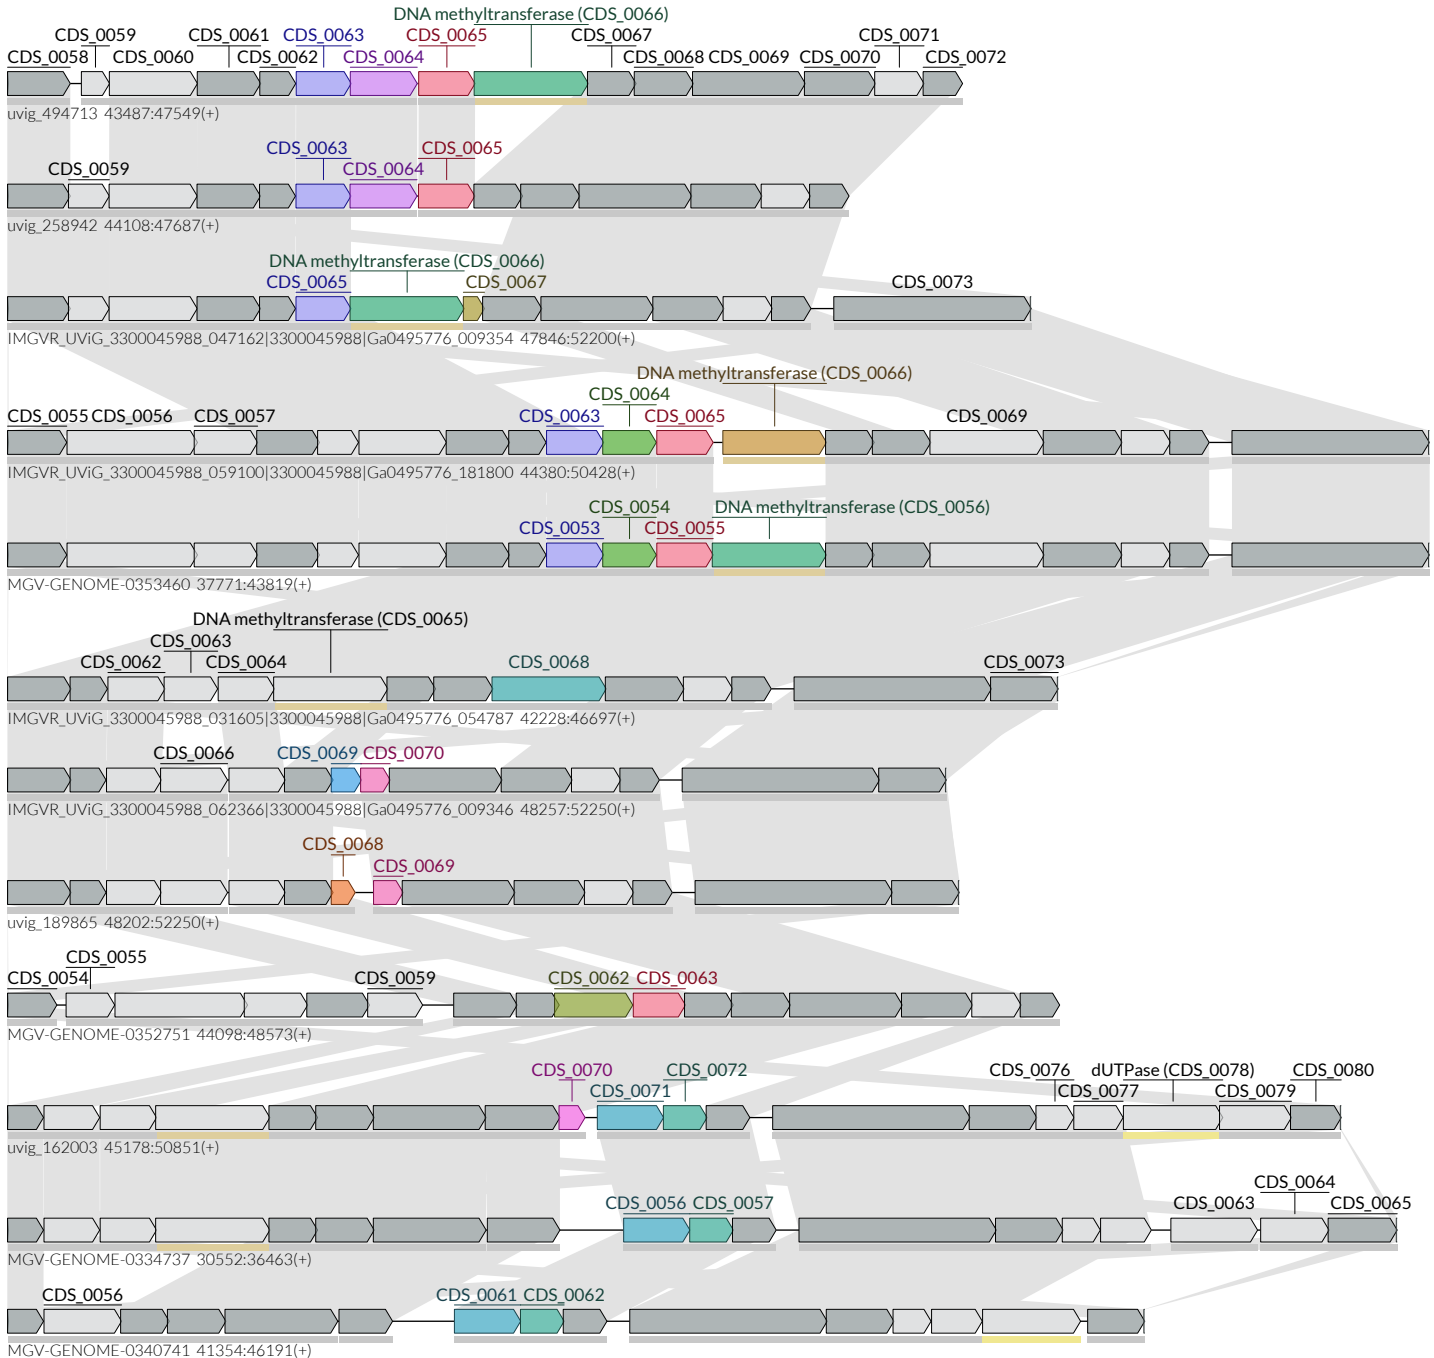 DNA methyltransferase (CDS_0066)
CDS_0059 CDS_0061 CDS_0063 CDS_0065 CDS_0067 CDS_0071
CDS_0058 CDS_0060 CDS_0062 CDS_0064 CDS_0068 CDS_0069 CDS_0070 CDS_0072
uvig_494713 43487:47549(+)
CDS_0063 CDS_0065
CDS_0059 CDS_0064
uvig_258942 44108:47687(+)
DNA methyltransferase (CDS_0066)
CDS_0065 CDS_0067 CDS_0073
IMGVR_UViG_3300045988_047162|3300045988|Ga0495776_009354 47846:52200(+)
DNA methyltransferase (CDS_0066)
CDS_0064
CDS_0055 CDS_0056 CDS_0057 CDS_0063 CDS_0065 CDS_0069
IMGVR_UViG_3300045988_059100|3300045988|Ga0495776_181800 44380:50428(+)
CDS_0054 DNA methyltransferase (CDS_0056)
CDS_0053 CDS_0055
MGV-GENOME-0353460 37771:43819(+)
DNA methyltransferase (CDS_0065)
CDS_0063
CDS_0062 CDS_0064 CDS_0068 CDS_0073
IMGVR_UViG_3300045988_031605|3300045988|Ga0495776_054787 42228:46697(+)
CDS_0066 CDS_0069 CDS_0070
IMGVR_UViG_3300045988_062366|3300045988|Ga0495776_009346 48257:52250(+)
CDS_0068
CDS_0069
uvig_189865 48202:52250(+)
CDS_0055
CDS_0054 CDS_0059 CDS_0062 CDS_0063
MGV-GENOME-0352751 44098:48573(+)
CDS_0070 CDS_0072 CDS_0076 dUTPase (CDS_0078) CDS_0080
CDS_0071 CDS_0077 CDS_0079
uvig_162003 45178:50851(+)
CDS_0064
CDS_0056 CDS_0057 CDS_0063 CDS_0065
MGV-GENOME-0334737 30552:36463(+)
CDS_0056 CDS_0061 CDS_0062
MGV-GENOME-0340741 41354:46191(+)